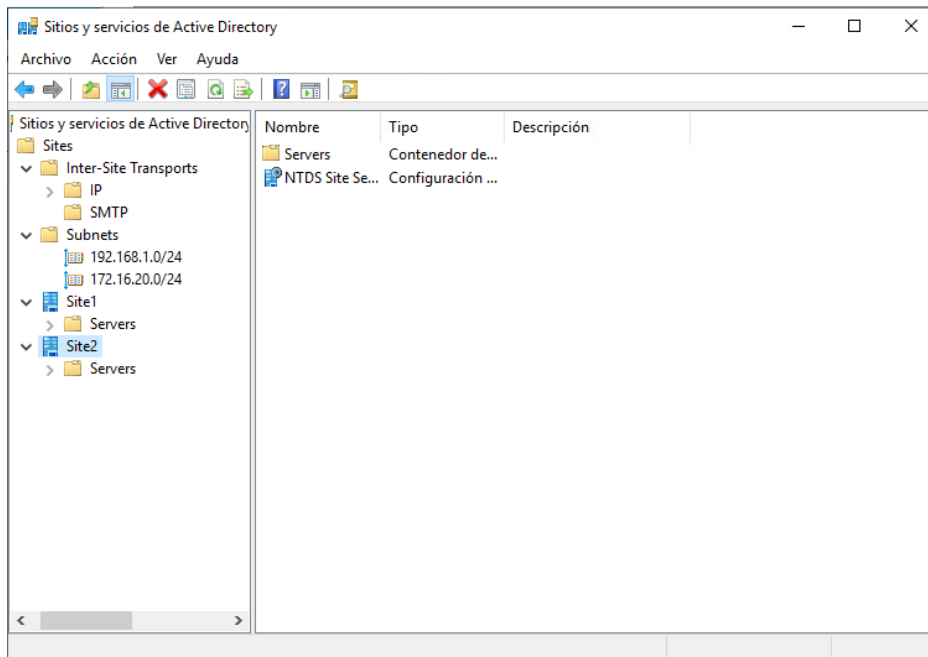 Sitios y servicios de Active Directory
Archivo Acción Ver Ayuda
Sitios y servicios de Active Directory
Sites
Inter-Site Transports
IP
SMTP
Subnets
192.168.1.0/24
172.16.20.0/24
Site1
Servers
Site2
Servers
Nombre Tipo Descripción
Servers Contenedor de...
NTDS Site Se... Configuración ...